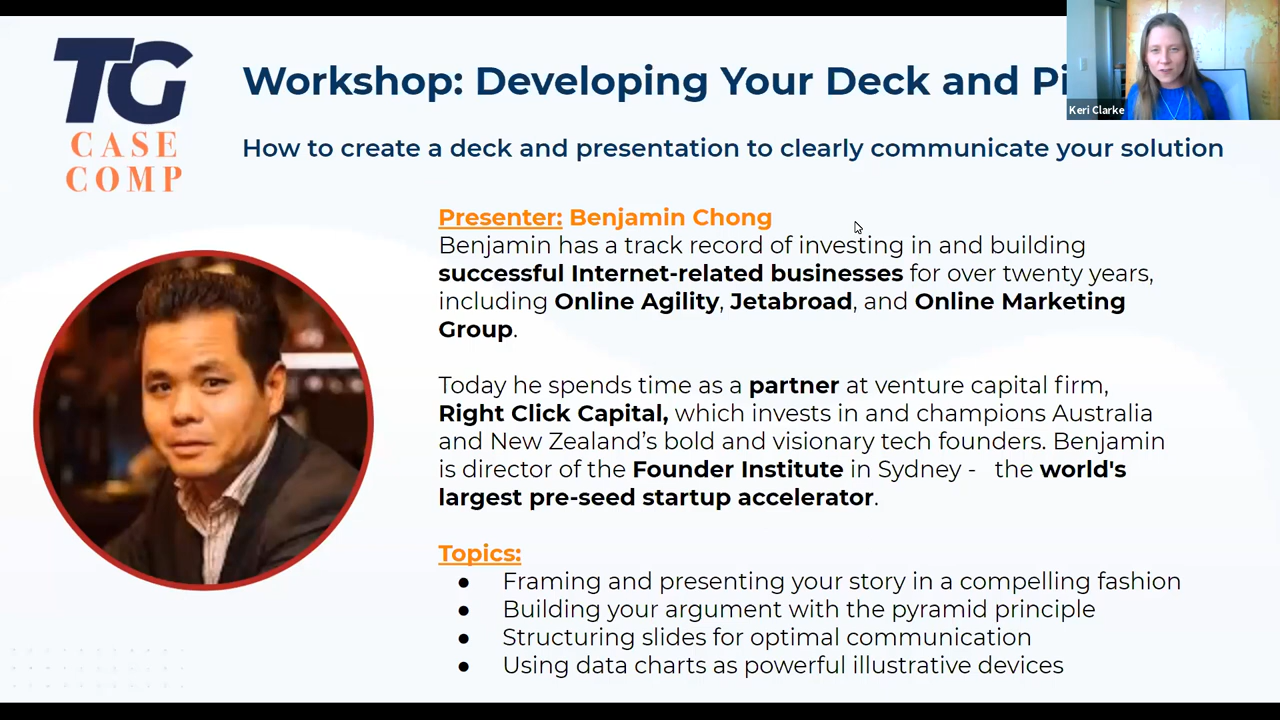 TG
CASE
COMP
Workshop: Developing Your Deck and
Keri Clarke
How to create a deck and presentation to clearly communicate your solution
Presenter: Benjamin Chong
Benjamin has a track record of investing in and building
successful Internet-related businesses for over twenty years,
including Online Agility, Jetabroad, and Online Marketing
Group.
Today he spends time as a partner at venture capital firm,
Right Click Capital, which invests in and champions Australia
and New Zealand’s bold and visionary tech founders. Benjamin
is director of the Founder Institute in Sydney - the world's
largest pre-seed startup accelerator.
Topics:
● Framing and presenting your story in a compelling fashion
● Building your argument with the pyramid principle
● Structuring slides for optimal communication
● Using data charts as powerful illustrative devices